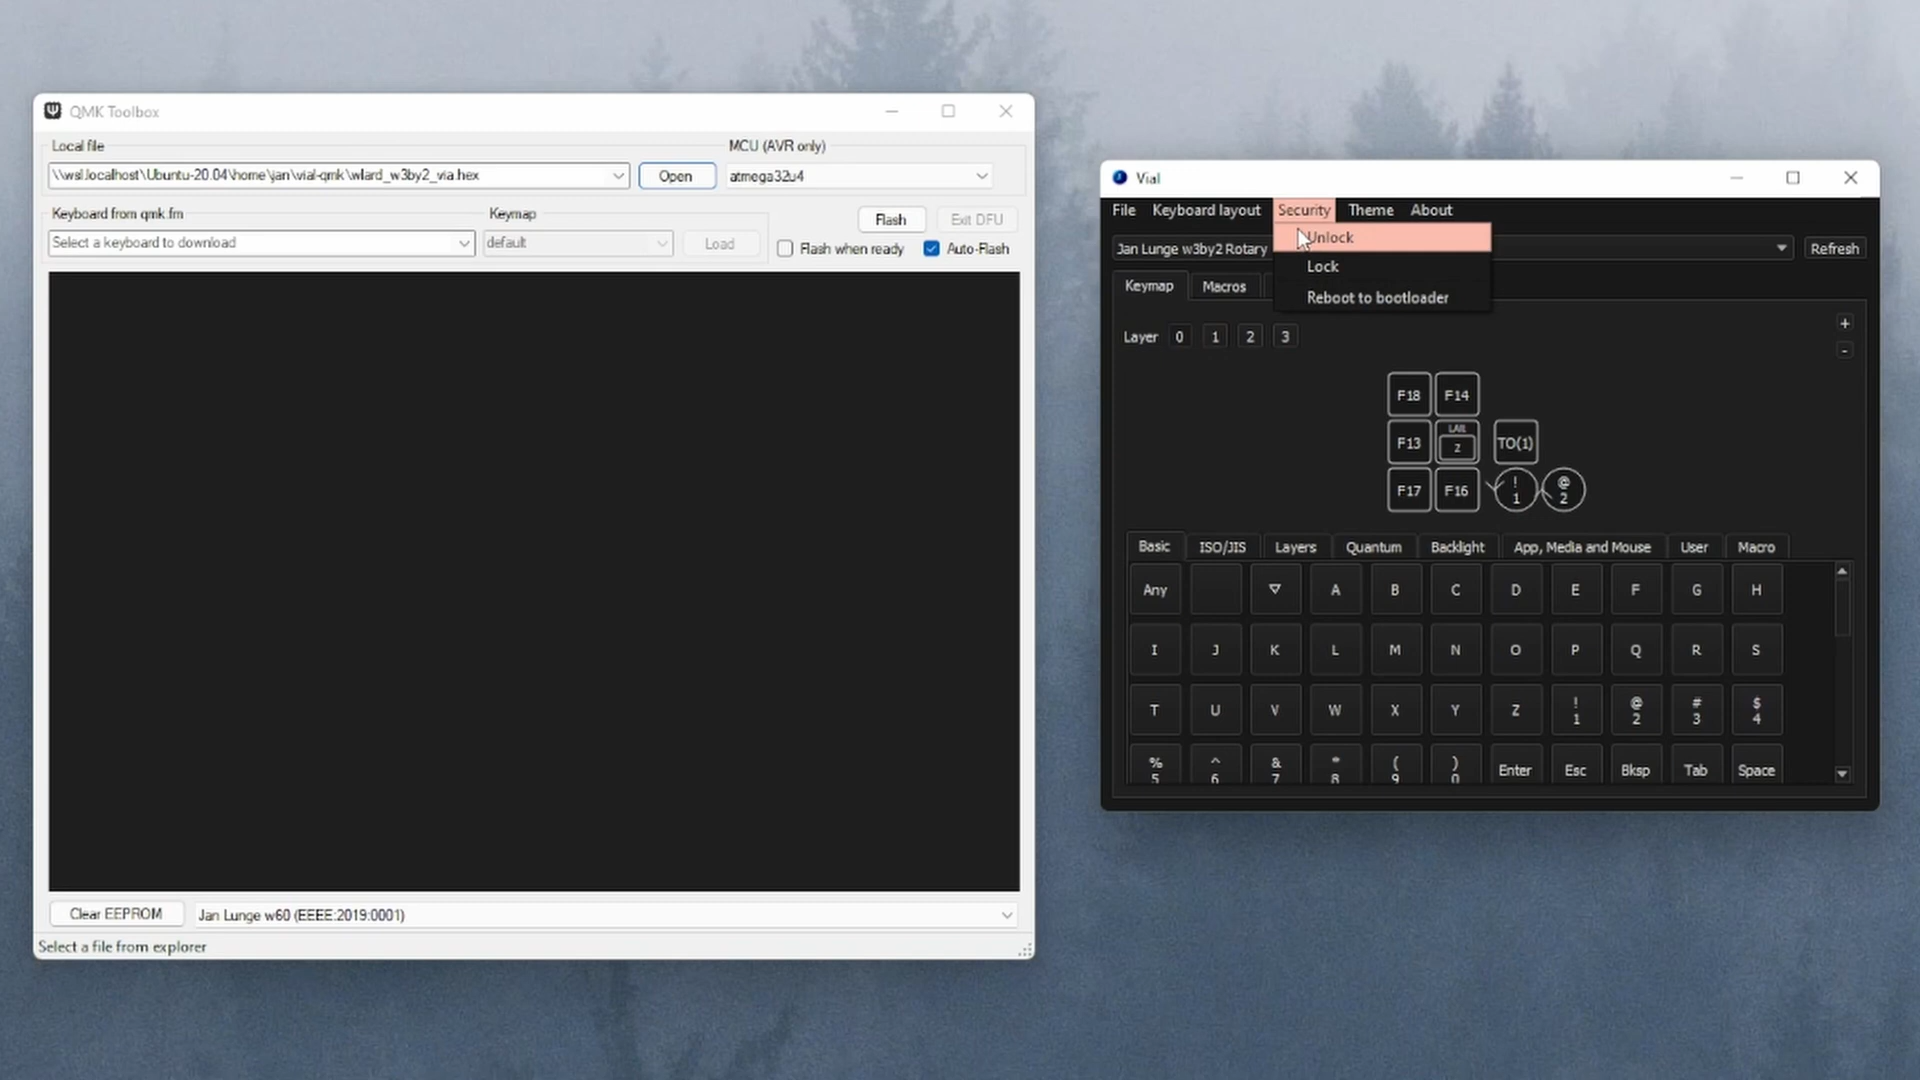 QMK Toolbox
Local file
MCU (AVR only)
\\wsl.localhost\Ubuntu-20.04\home\jan\vial-qmk\wlard_w3by2_via.hex
Open
atmega32u4
Keyboard from qmk.fm
Keymap
Flash
Exit DFU
Select a keyboard to download
default
Load
Flash when ready
Auto-Flash
Clear EEPROM
Jan Lunge w60 (EEEE:2019:0001)
Select a file from explorer
Vial
File Keyboard layout Security Theme About
Unlock
Lock
Reboot to bootloader
Jan Lunge w3by2 Rotary
Refresh
Keymap Macros
Layer 0 1 2 3
+
-
F18 F14
F13 2 TO(1)
F17 F16 ! 1 @ 2
Basic ISO/JIS Layers Quantum Backlight App, Media and Mouse User Macro
Any ▽ A B C D E F G H
I J K L M N O P Q R S
T U V W X Y Z ! 1 @ 2 # 3 $ 4
% 5 ^ 6 & 7 * 8 ( 9 ) 0 Enter Esc Bksp Tab Space